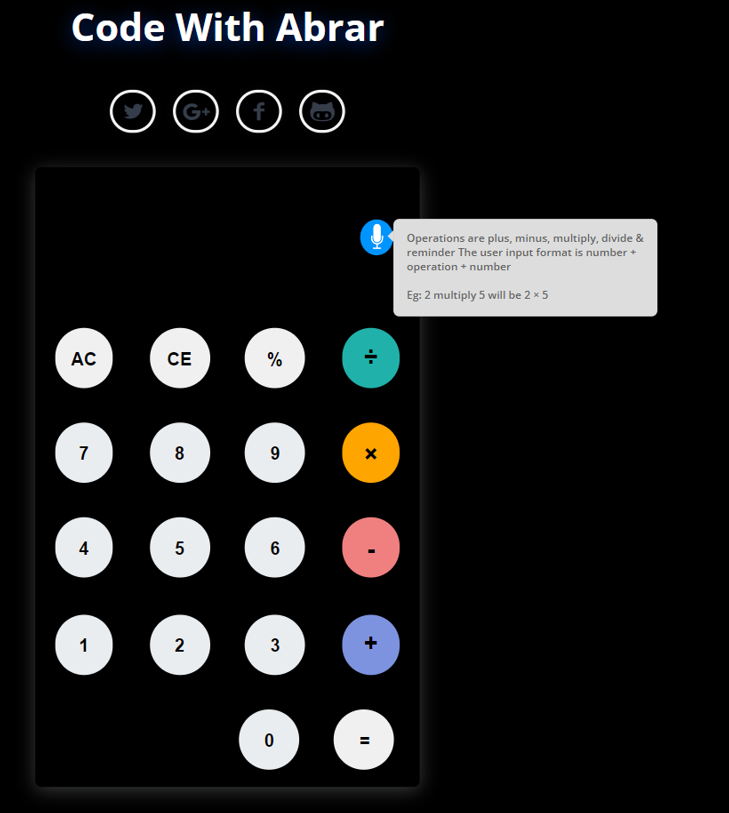 Code With Abrar
G+ f
Operations are plus, minus, multiply, divide &
reminder The user input format is number +
operation + number
Eg: 2 multiply 5 will be 2 × 5
AC CE % ÷
7 8 9 ×
4 5 6 -
1 2 3 +
0 =